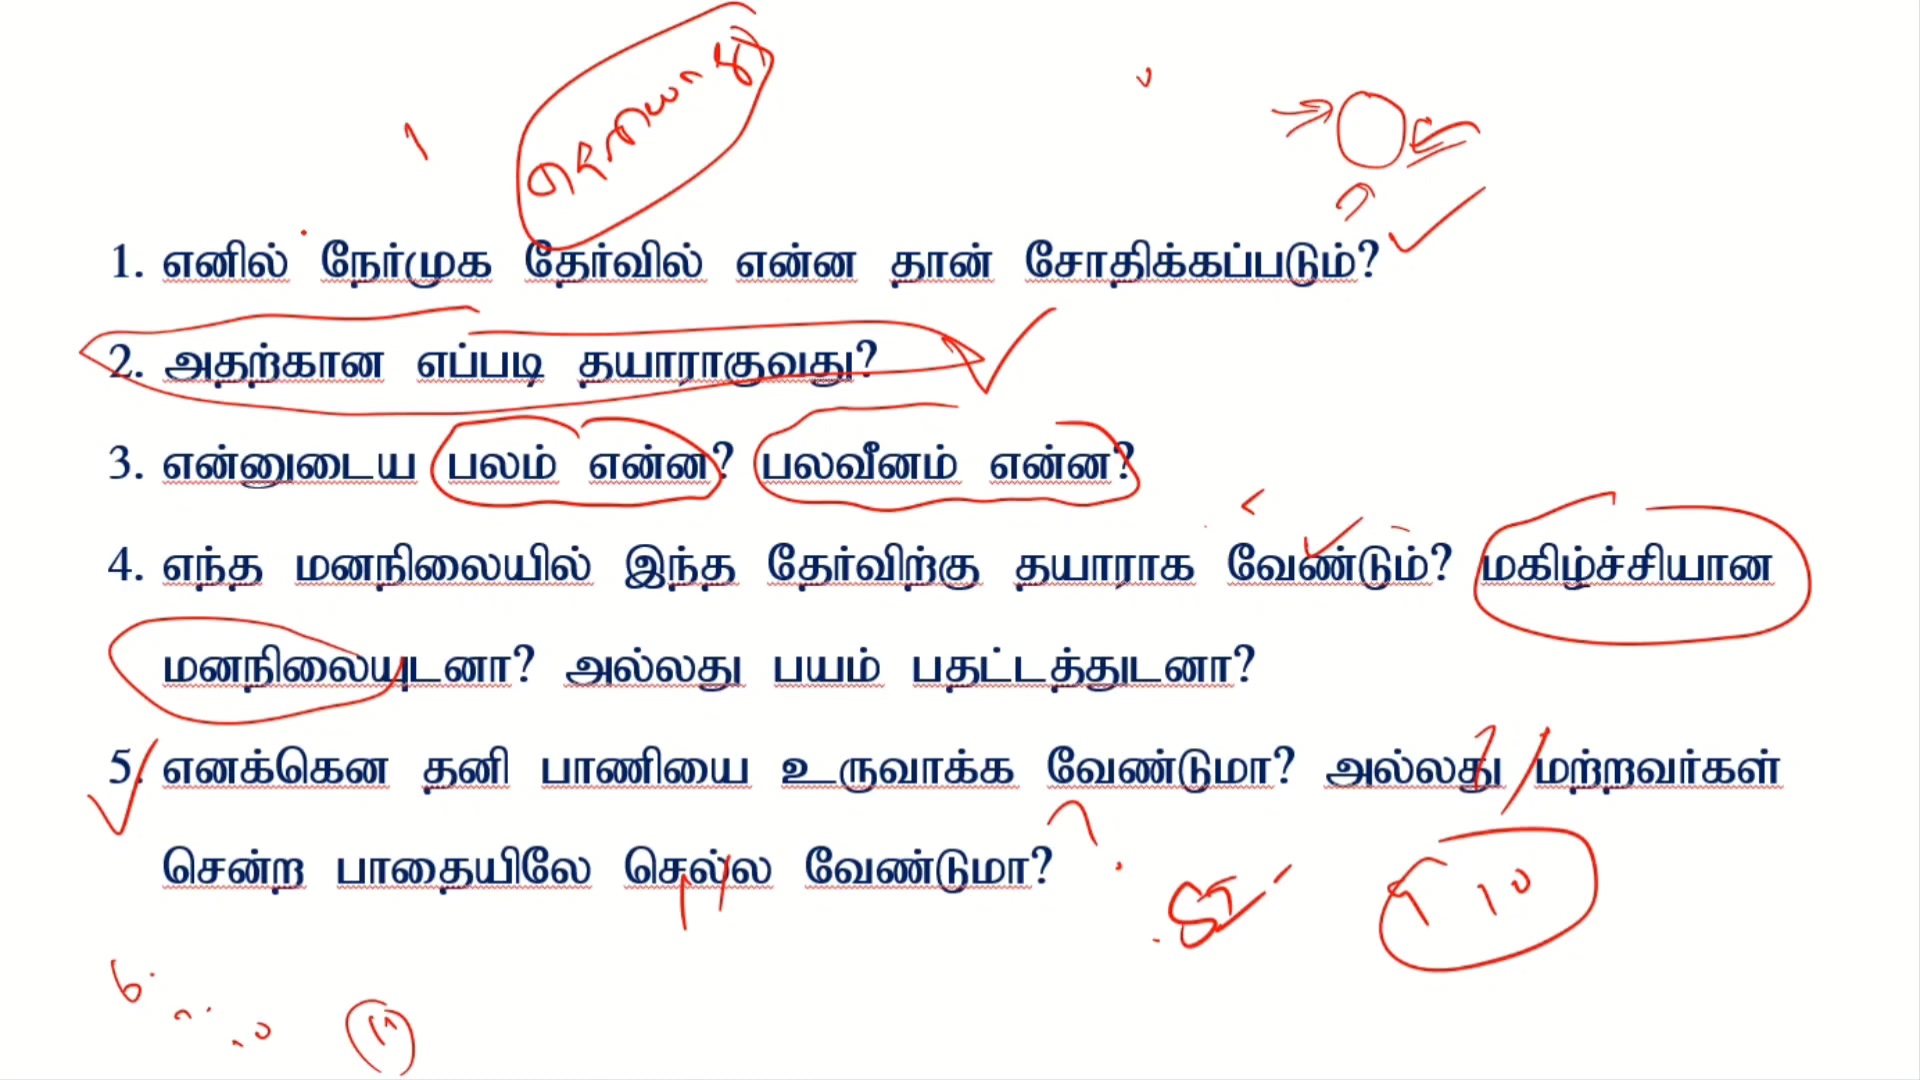 தெரியாது
1. எனில் நேர்முக தேர்வில் என்ன தான் சோதிக்கப்படும்?
2. அதற்கான எப்படி தயாராகுவது?
3. என்னுடைய பலம் என்ன? பலவீனம் என்ன?
4. எந்த மனநிலையில் இந்த தேர்விற்கு தயாராக வேண்டும்? மகிழ்ச்சியான
மனநிலையுடனா? அல்லது பயம் பதட்டத்துடனா?
5. எனக்கென தனி பாணியை உருவாக்க வேண்டுமா? அல்லது மற்றவர்கள்
சென்ற பாதையிலே செல்ல வேண்டுமா?
10
6.